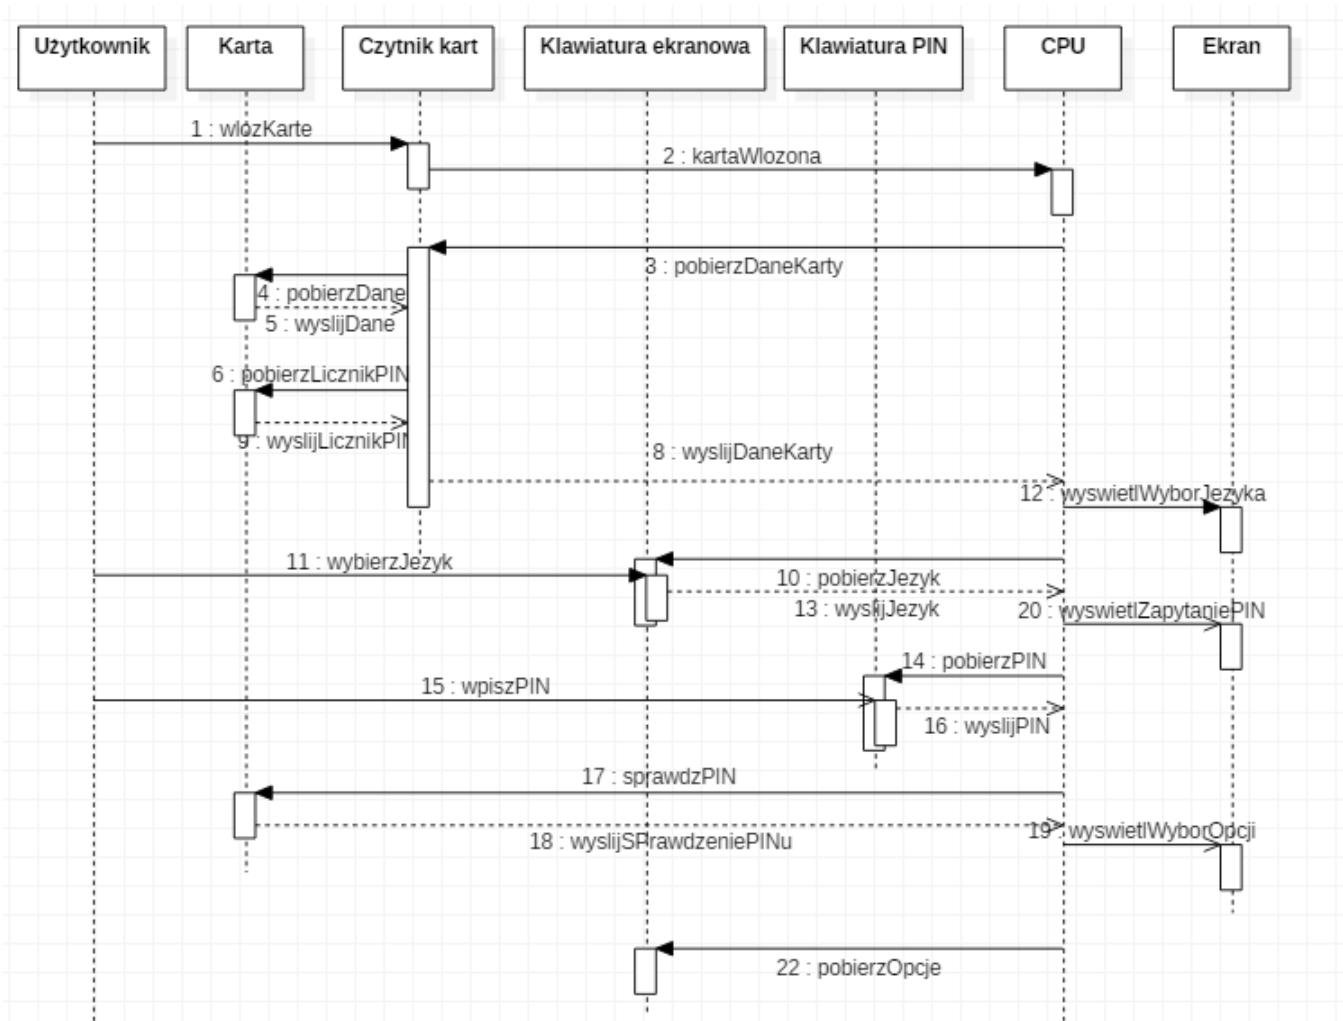 Użytkownik
Karta
Czytnik kart
Klawiatura ekranowa
Klawiatura PIN
CPU
Ekran
1 : wlozKarte
2 : kartaWlozona
3 : pobierzDaneKarty
4 : pobierzDane
5 : wyslijDane
6 : pobierzLicznikPIN
9 : wyslijLicznikPIN
8 : wyslijDaneKarty
12 : wyswietlWyborJezyka
11 : wybierzJezyk
10 : pobierzJezyk
13 : wyslijJezyk
20 : wyswietlZapytaniePIN
14 : pobierzPIN
15 : wpiszPIN
16 : wyslijPIN
17 : sprawdzPIN
18 : wyslijSPrawdzeniePINu
19 : wyswietlWyborOpcji
22 : pobierzOpcje